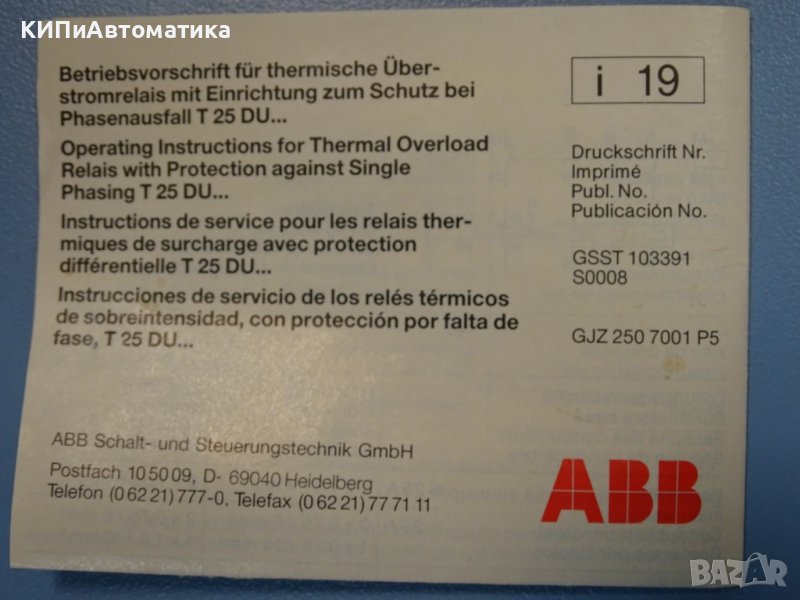 КИПиАвтоматика
Betriebsvorschrift für thermische Über-
stromrelais mit Einrichtung zum Schutz bei
Phasenausfall T 25 DU...
Operating Instructions for Thermal Overload
Relais with Protection against Single
Phasing T 25 DU...
Instructions de service pour les relais ther-
miques de surcharge avec protection
différentielle T 25 DU...
Instrucciones de servicio de los relés térmicos
de sobreintensidad, con protección por falta de
fase, T 25 DU...
i 19
Druckschrift Nr.
Imprimé
Publ. No.
Publicación No.
GSST 103391
S0008
GJZ 250 7001 P5
ABB Schalt- und Steuerungstechnik GmbH
Postfach 10 50 09, D- 69040 Heidelberg
Telefon (0 62 21) 777-0, Telefax (0 62 21) 77 71 11
ABB
BAZAR